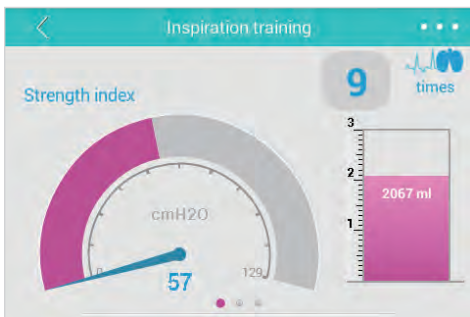 Inspiration training
9
times
Strength index
3
2
1
2067 ml
cmH2O
0
129
57